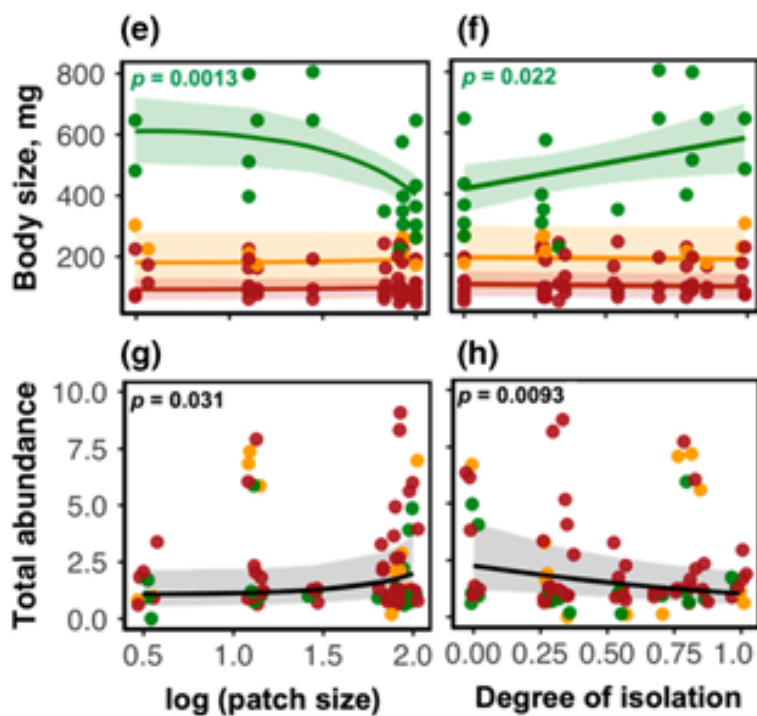 (e)
(f)
Body size, mg
800
600
400
200
p = 0.0013
p = 0.022
(g)
(h)
Total abundance
10.0
7.5
5.0
2.5
0.0
p = 0.031
p = 0.0093
0.5 1.0 1.5 2.0
0.00 0.25 0.50 0.75 1.0
log (patch size)
Degree of isolation